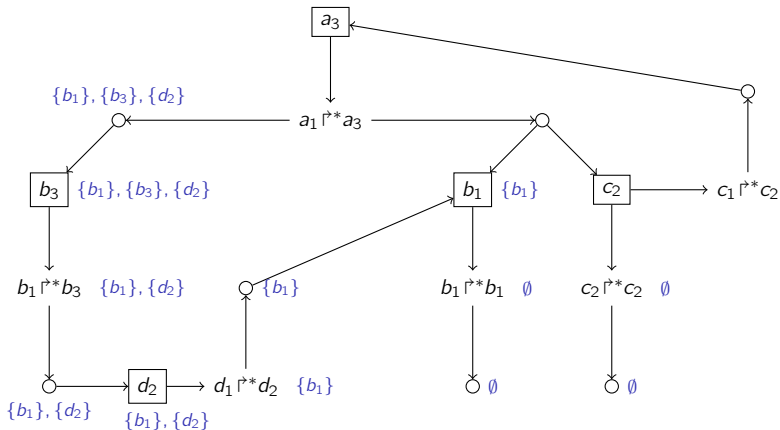 a₃
{b₁}, {b₃}, {d₂}
a₁ ↱* a₃
b₃ {b₁}, {b₃}, {d₂}
b₁ {b₁}
c₂
c₁ ↱* c₂
b₁ ↱* b₃ {b₁}, {d₂}
{b₁}
b₁ ↱* b₁ ∅
c₂ ↱* c₂ ∅
{b₁}, {d₂}
d₂
{b₁}, {d₂}
d₁ ↱* d₂ {b₁}
∅
∅